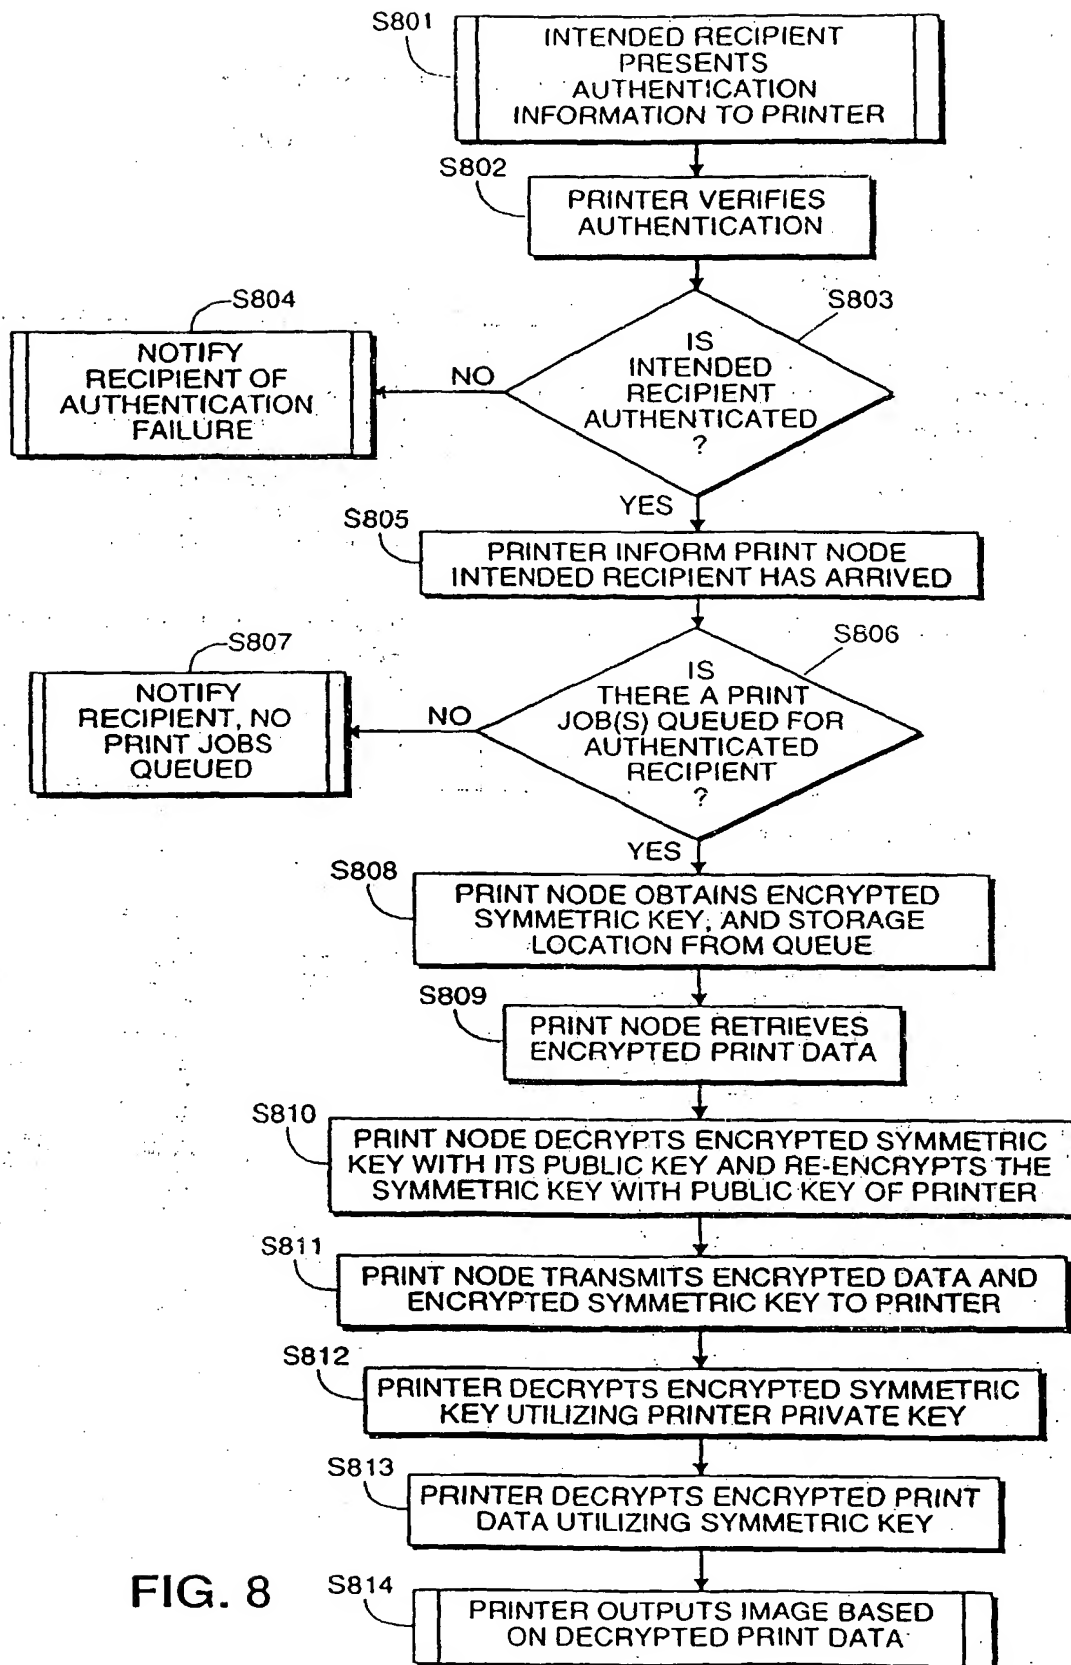 S801
INTENDED RECIPIENT
PRESENTS
AUTHENTICATION
INFORMATION TO PRINTER
S802
PRINTER VERIFIES
AUTHENTICATION
S803
IS
INTENDED
RECIPIENT
AUTHENTICATED
?
S804
NOTIFY
RECIPIENT OF
AUTHENTICATION
FAILURE
NO
YES
S805
PRINTER INFORM PRINT NODE
INTENDED RECIPIENT HAS ARRIVED
S806
IS
THERE A PRINT
JOB(S) QUEUED FOR
AUTHENTICATED
RECIPIENT
?
S807
NOTIFY
RECIPIENT, NO
PRINT JOBS
QUEUED
NO
YES
S808
PRINT NODE OBTAINS ENCRYPTED
SYMMETRIC KEY, AND STORAGE
LOCATION FROM QUEUE
S809
PRINT NODE RETRIEVES
ENCRYPTED PRINT DATA
S810
PRINT NODE DECRYPTS ENCRYPTED SYMMETRIC
KEY WITH ITS PUBLIC KEY AND RE-ENCRYPTS THE
SYMMETRIC KEY WITH PUBLIC KEY OF PRINTER
S811
PRINT NODE TRANSMITS ENCRYPTED DATA AND
ENCRYPTED SYMMETRIC KEY TO PRINTER
S812
PRINTER DECRYPTS ENCRYPTED SYMMETRIC
KEY UTILIZING PRINTER PRIVATE KEY
S813
PRINTER DECRYPTS ENCRYPTED PRINT
DATA UTILIZING SYMMETRIC KEY
S814
PRINTER OUTPUTS IMAGE BASED
ON DECRYPTED PRINT DATA
FIG. 8